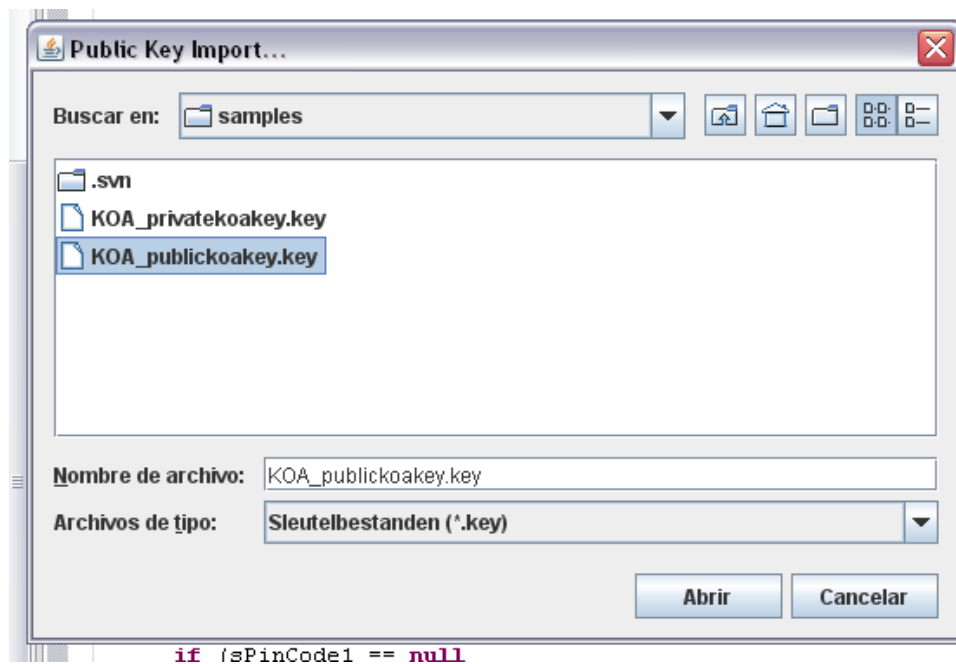 Public Key Import...
Buscar en: samples
.svn
KOA_privatekoakey.key
KOA_publickoakey.key
Nombre de archivo: KOA_publickoakey.key
Archivos de tipo: Sleutelbestanden (*.key)
Abrir Cancelar
if (sPinCode1 == null